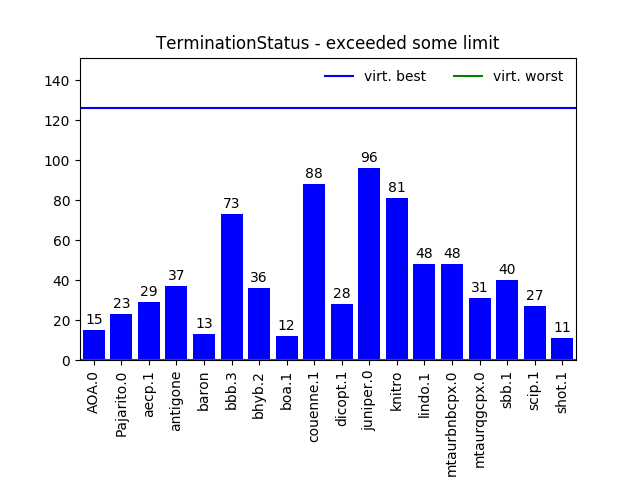 TerminationStatus - exceeded some limit
virt. best virt. worst
140
120
100
80
60
40
20
0
15 23 29 37 13 73 36 12 88 28 96 81 48 48 31 40 27 11
AOA.0
Pajarito.0
aecp.1
antigone
baron
bbb.3
bhyb.2
boa.1
couenne.1
dicopt.1
juniper.0
knitro
lindo.1
mtaurbnbcpx.0
mtaurqgcpx.0
sbb.1
scip.1
shot.1